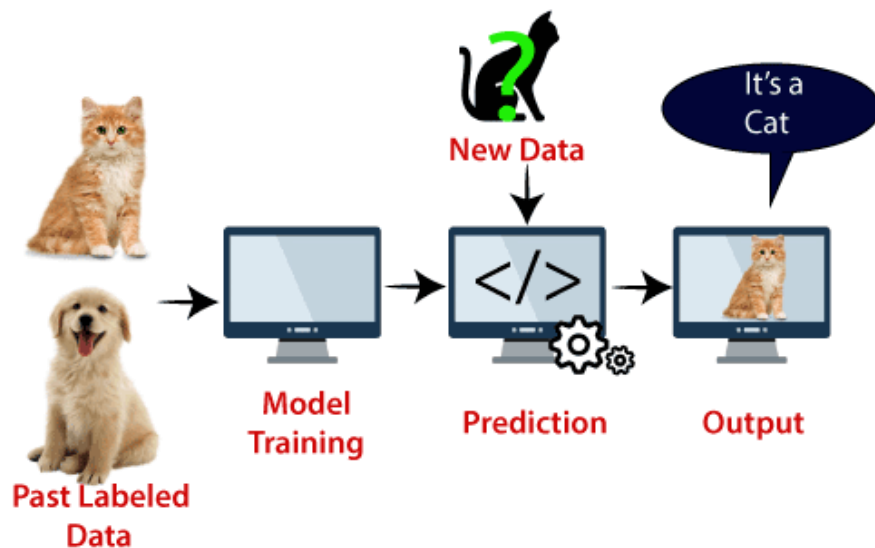 It's a
Cat
?
New Data
</>
Model
Training
Prediction
Output
Past Labeled
Data